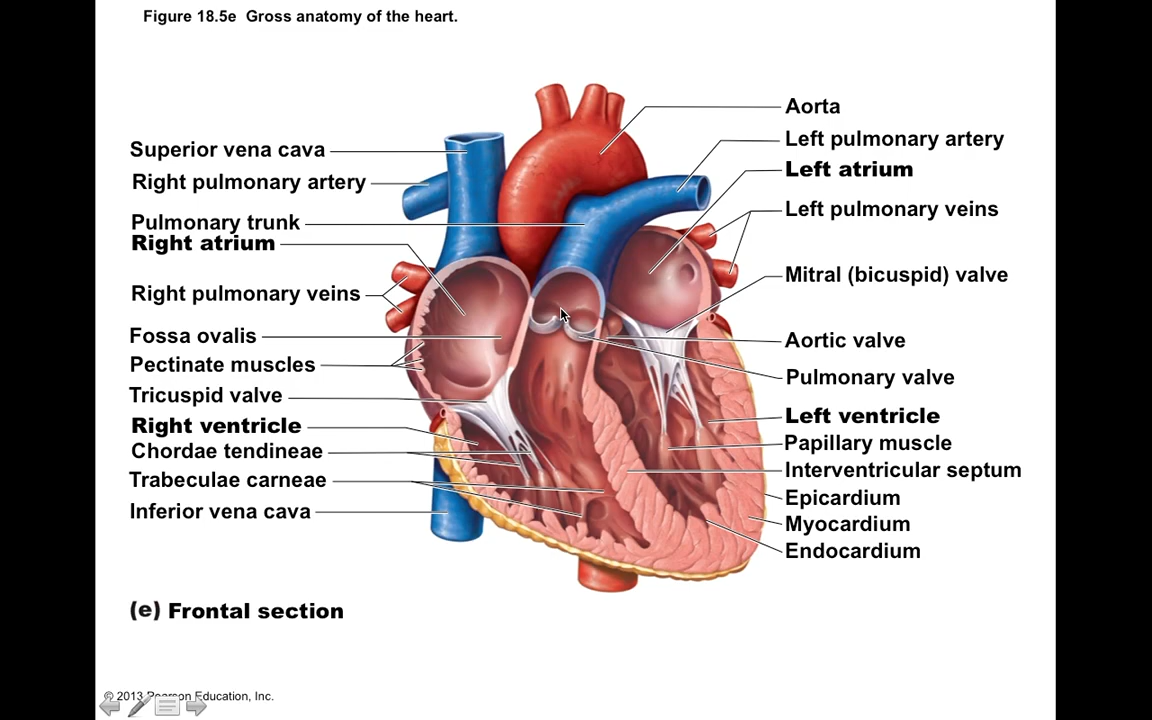 Figure 18.5e  Gross anatomy of the heart.
Superior vena cava
Right pulmonary artery
Pulmonary trunk
Right atrium
Right pulmonary veins
Fossa ovalis
Pectinate muscles
Tricuspid valve
Right ventricle
Chordae tendineae
Trabeculae carneae
Inferior vena cava
Aorta
Left pulmonary artery
Left atrium
Left pulmonary veins
Mitral (bicuspid) valve
Aortic valve
Pulmonary valve
Left ventricle
Papillary muscle
Interventricular septum
Epicardium
Myocardium
Endocardium
(e) Frontal section
© 2013 Pearson Education, Inc.